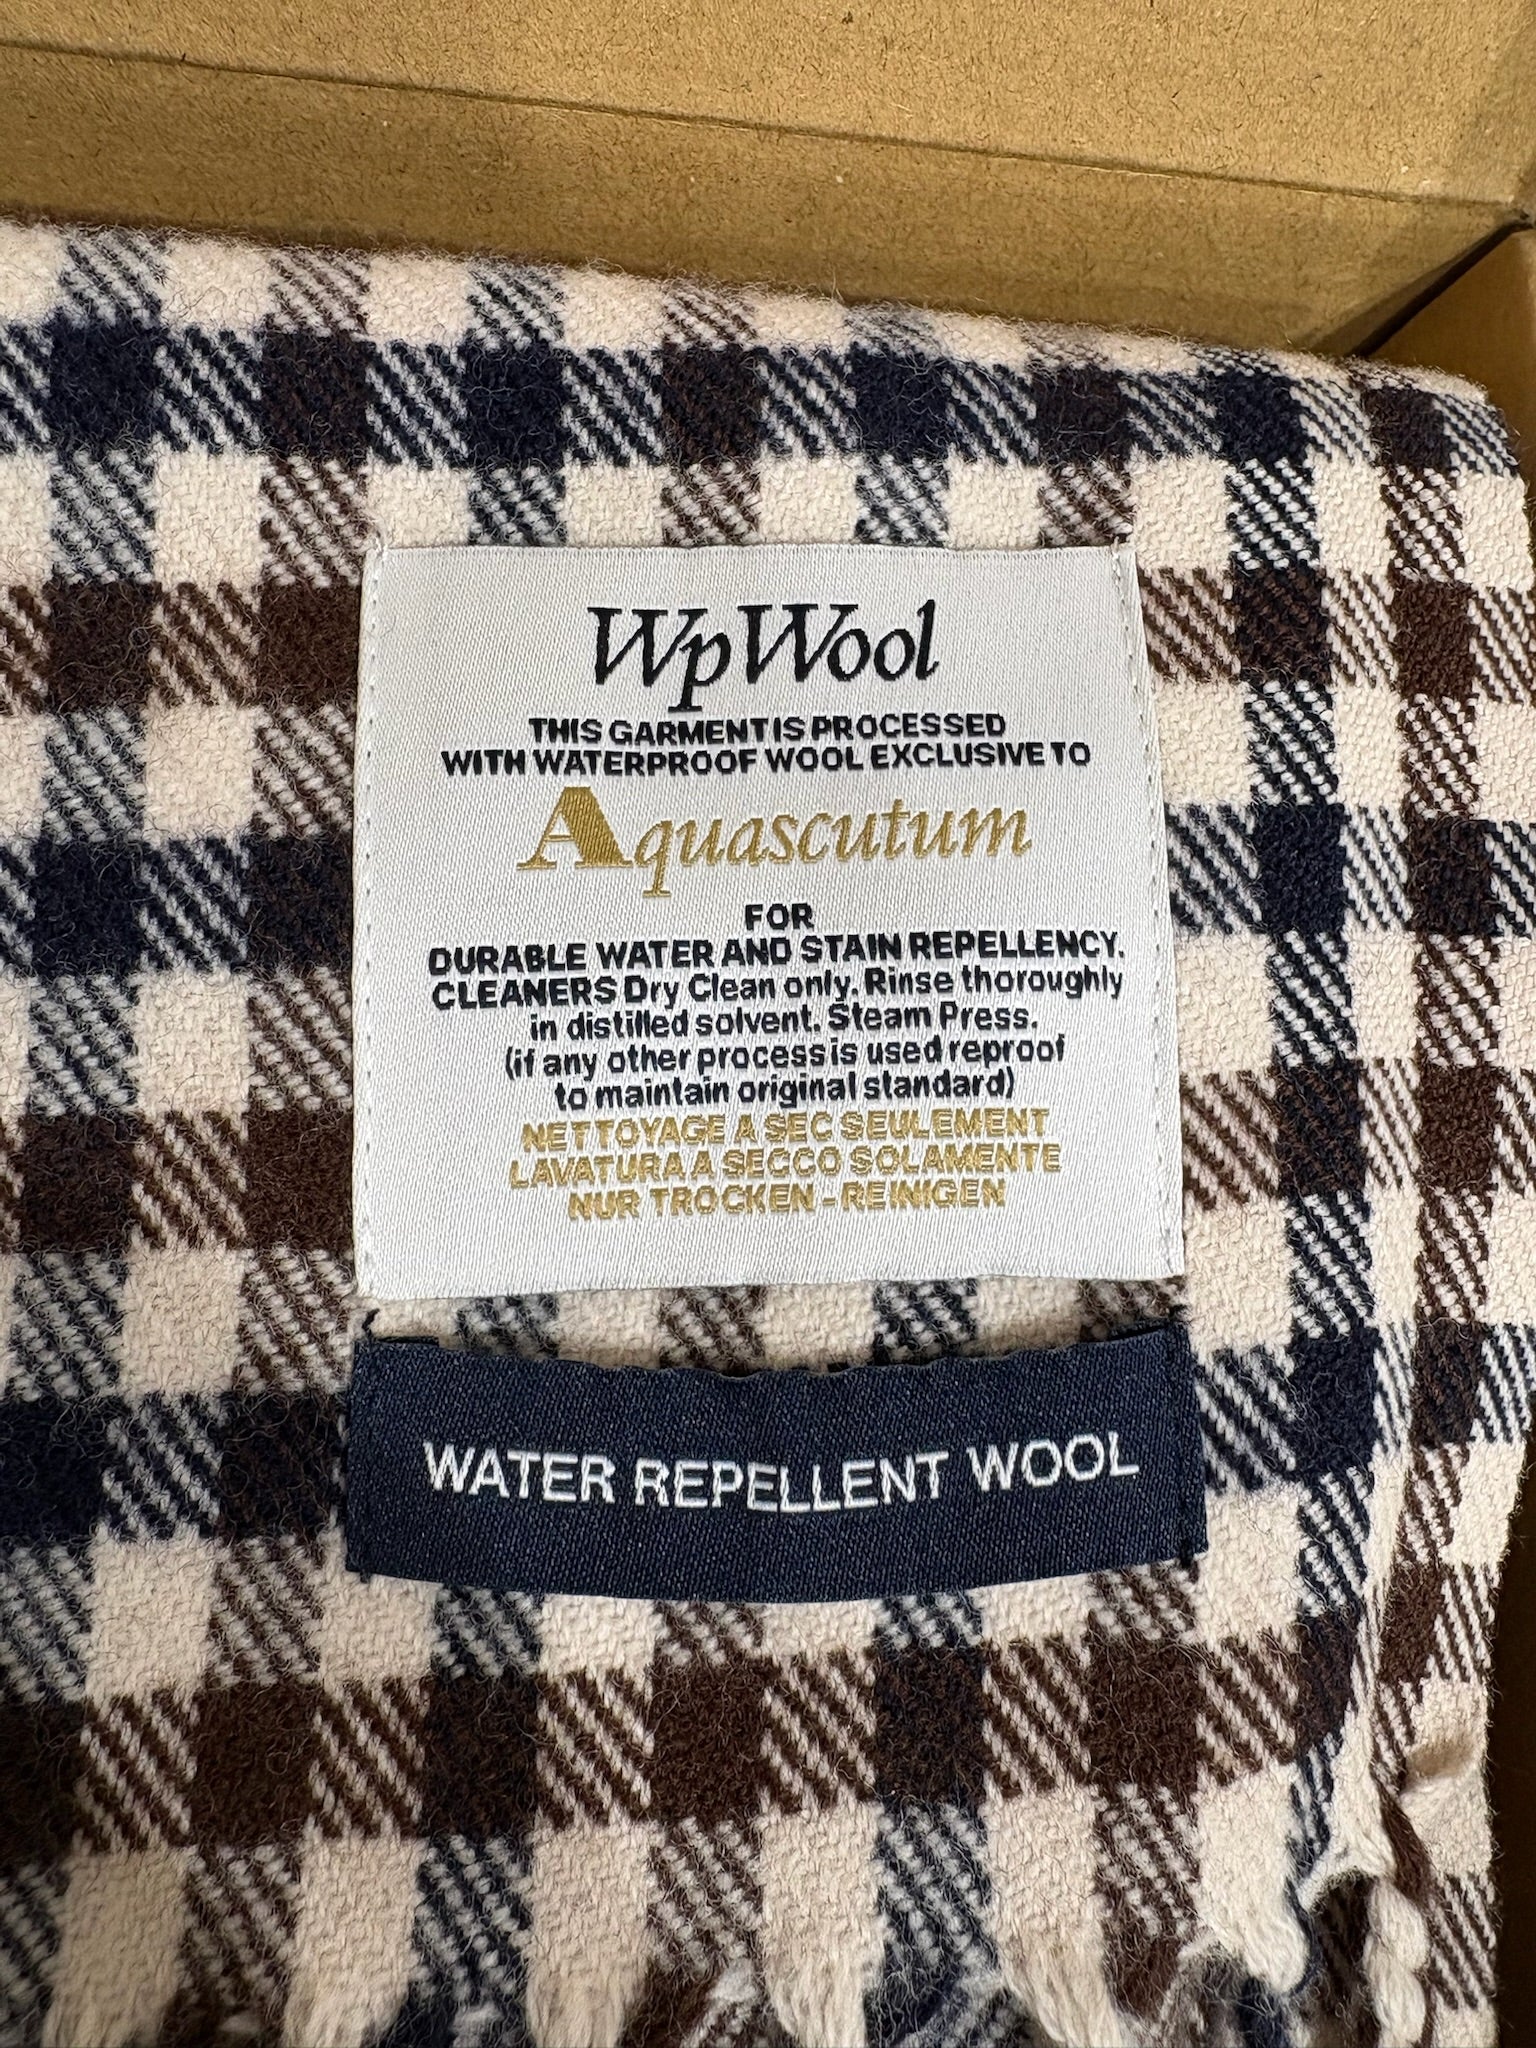 WpWool
THIS GARMENT IS PROCESSED
WITH WATERPROOF WOOL EXCLUSIVE TO
Aquascutum
FOR
DURABLE WATER AND STAIN REPELLENCY.
CLEANERS Dry Clean only. Rinse thoroughly
in distilled solvent. Steam Press.
(if any other process is used reproof
to maintain original standard)
NETTOYAGE A SEC SEULEMENT
LAVATURA A SECCO SOLAMENTE
NUR TROCKEN-REINIGEN
WATER REPELLENT WOOL